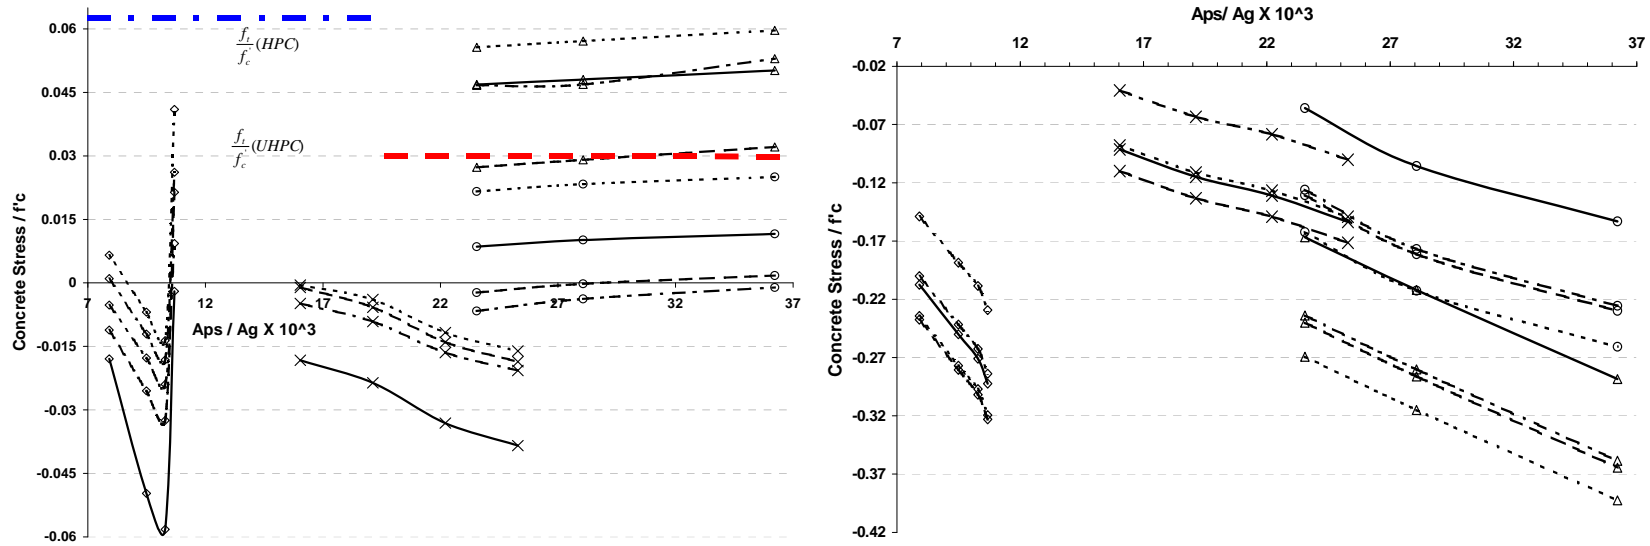 0.06
0.045
0.03
0.015
0
-0.015
-0.03
-0.045
-0.06
Concrete Stress / f'c
7 12 17 22 27 32 37
Aps / Ag X 10^3
f_t / f_c' (HPC)
f_t / f_c' (UHPC)
Aps/ Ag X 10^3
7 12 17 22 27 32 37
-0.02
-0.07
-0.12
-0.17
-0.22
-0.27
-0.32
-0.37
-0.42
Concrete Stress / f'c